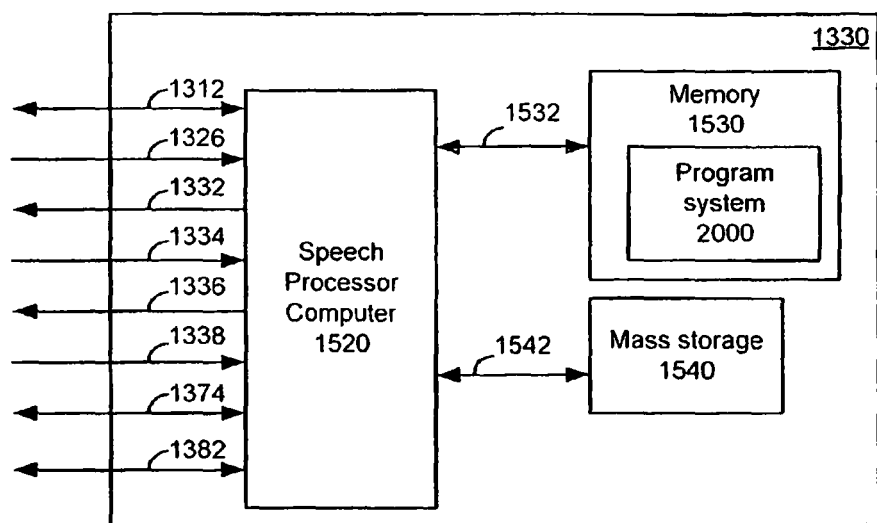 1330
1312
1326
1332
1334
1336
1338
1374
1382
Speech
Processor
Computer
1520
1532
1542
Memory
1530
Program
system
2000
Mass storage
1540